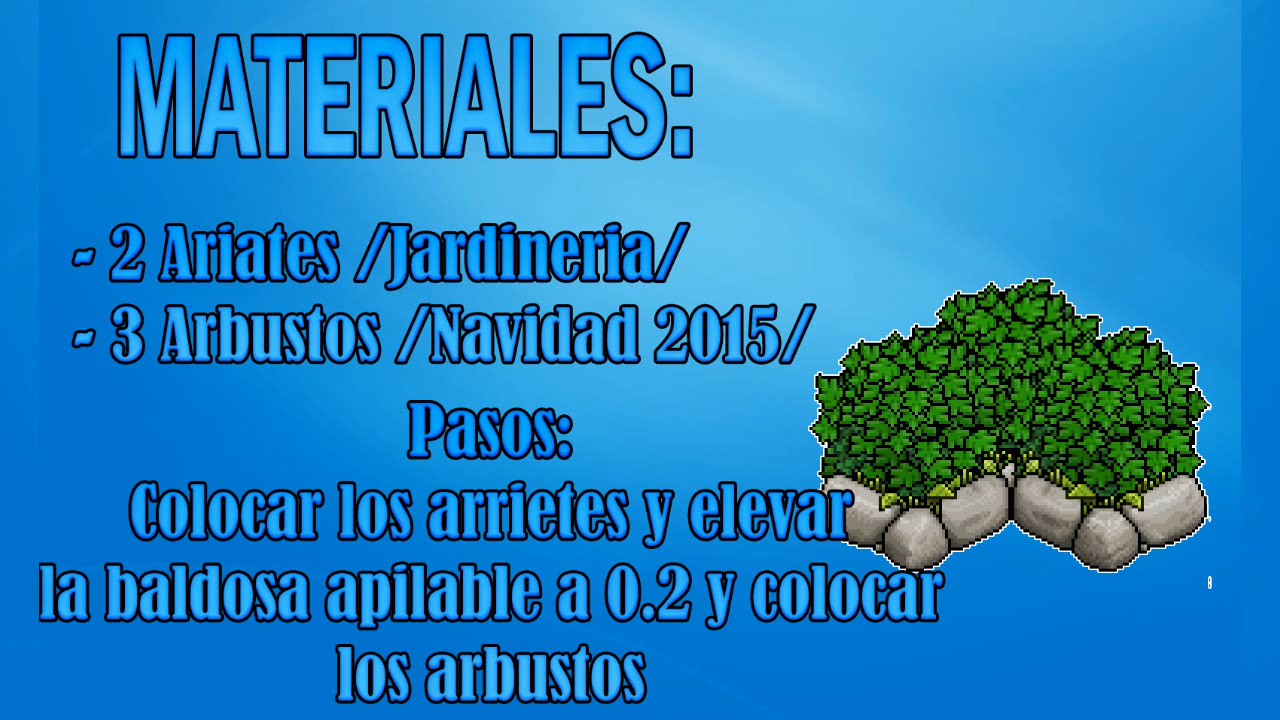 MATERIALES:
- 2 Ariates /Jardineria/
- 3 Arbustos /Navidad 2015/
Pasos:
Colocar los arrietes y elevar
la baldosa apilable a 0.2 y colocar
los arbustos